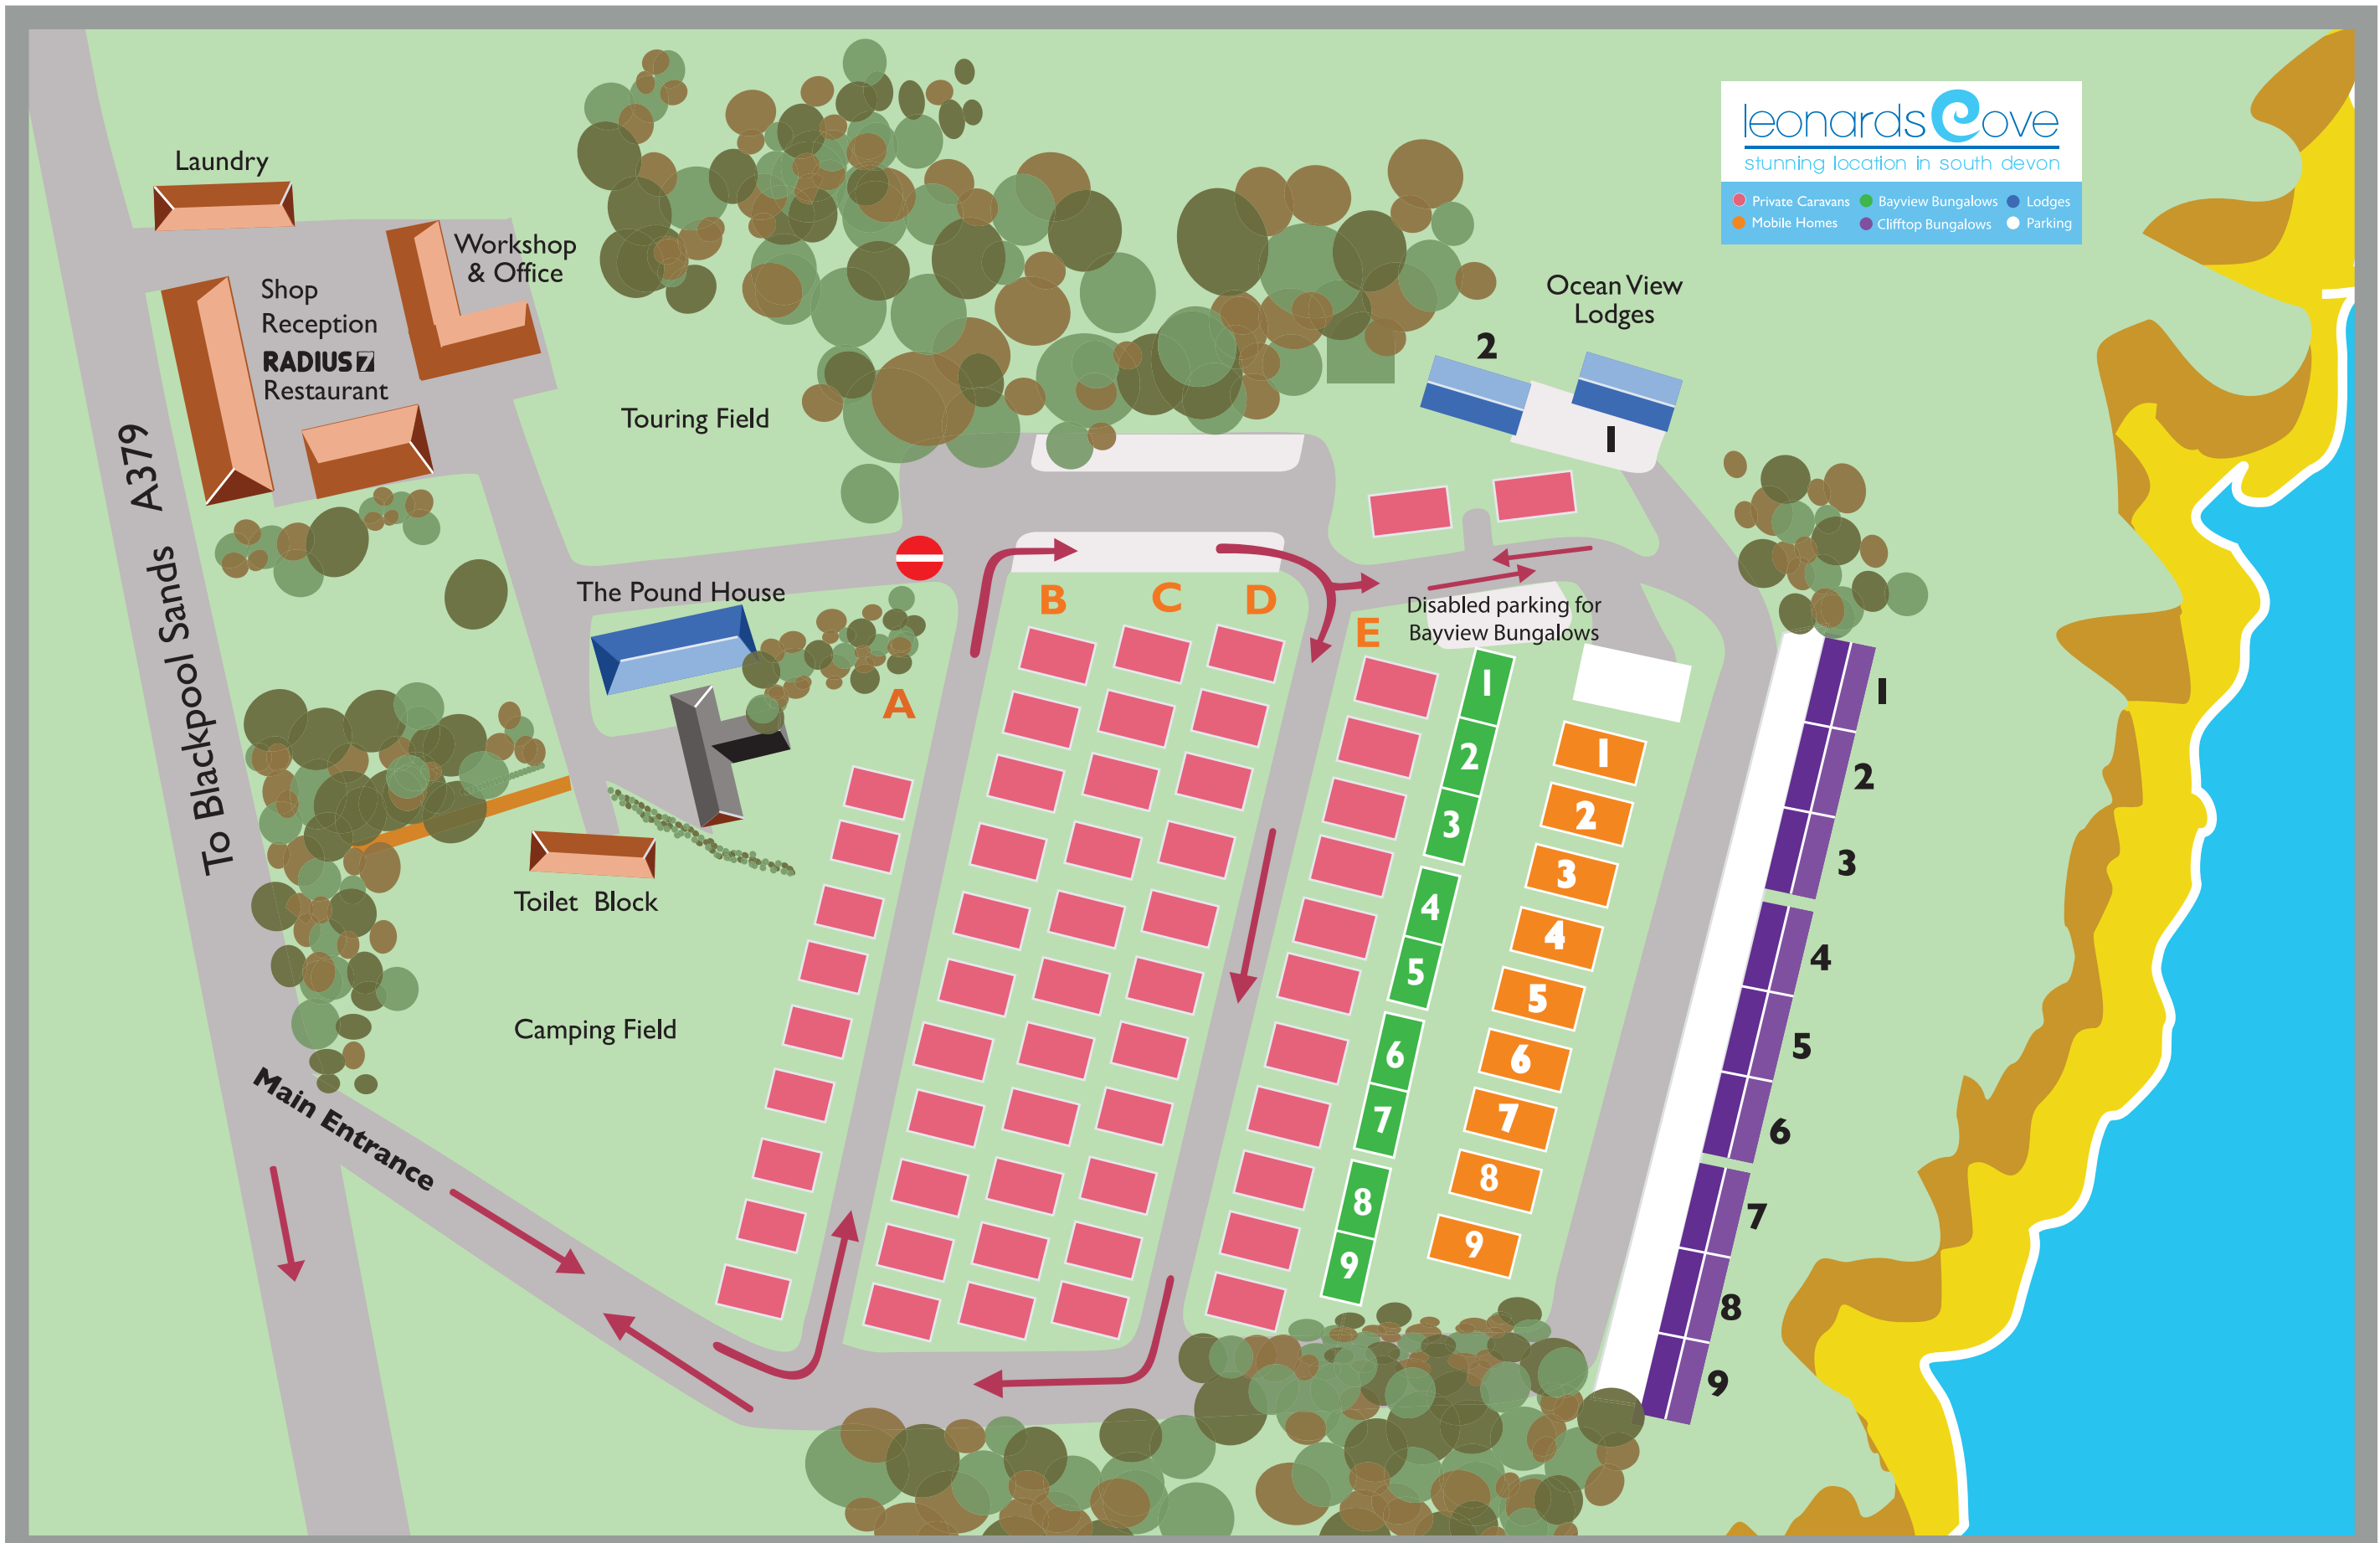 leonards cove
stunning location in south devon
Private Caravans
Bayview Bungalows
Lodges
Mobile Homes
Clifftop Bungalows
Parking
Laundry
Workshop
& Office
Shop
Reception
RADIUS 7
Restaurant
Ocean View
Lodges
2
1
Touring Field
To Blackpool Sands A379
The Pound House
Disabled parking for
Bayview Bungalows
A
B
C
D
E
1
2
3
4
5
6
7
8
9
1
2
3
4
5
6
7
8
9
1
2
3
4
5
6
7
8
9
Toilet Block
Camping Field
Main Entrance